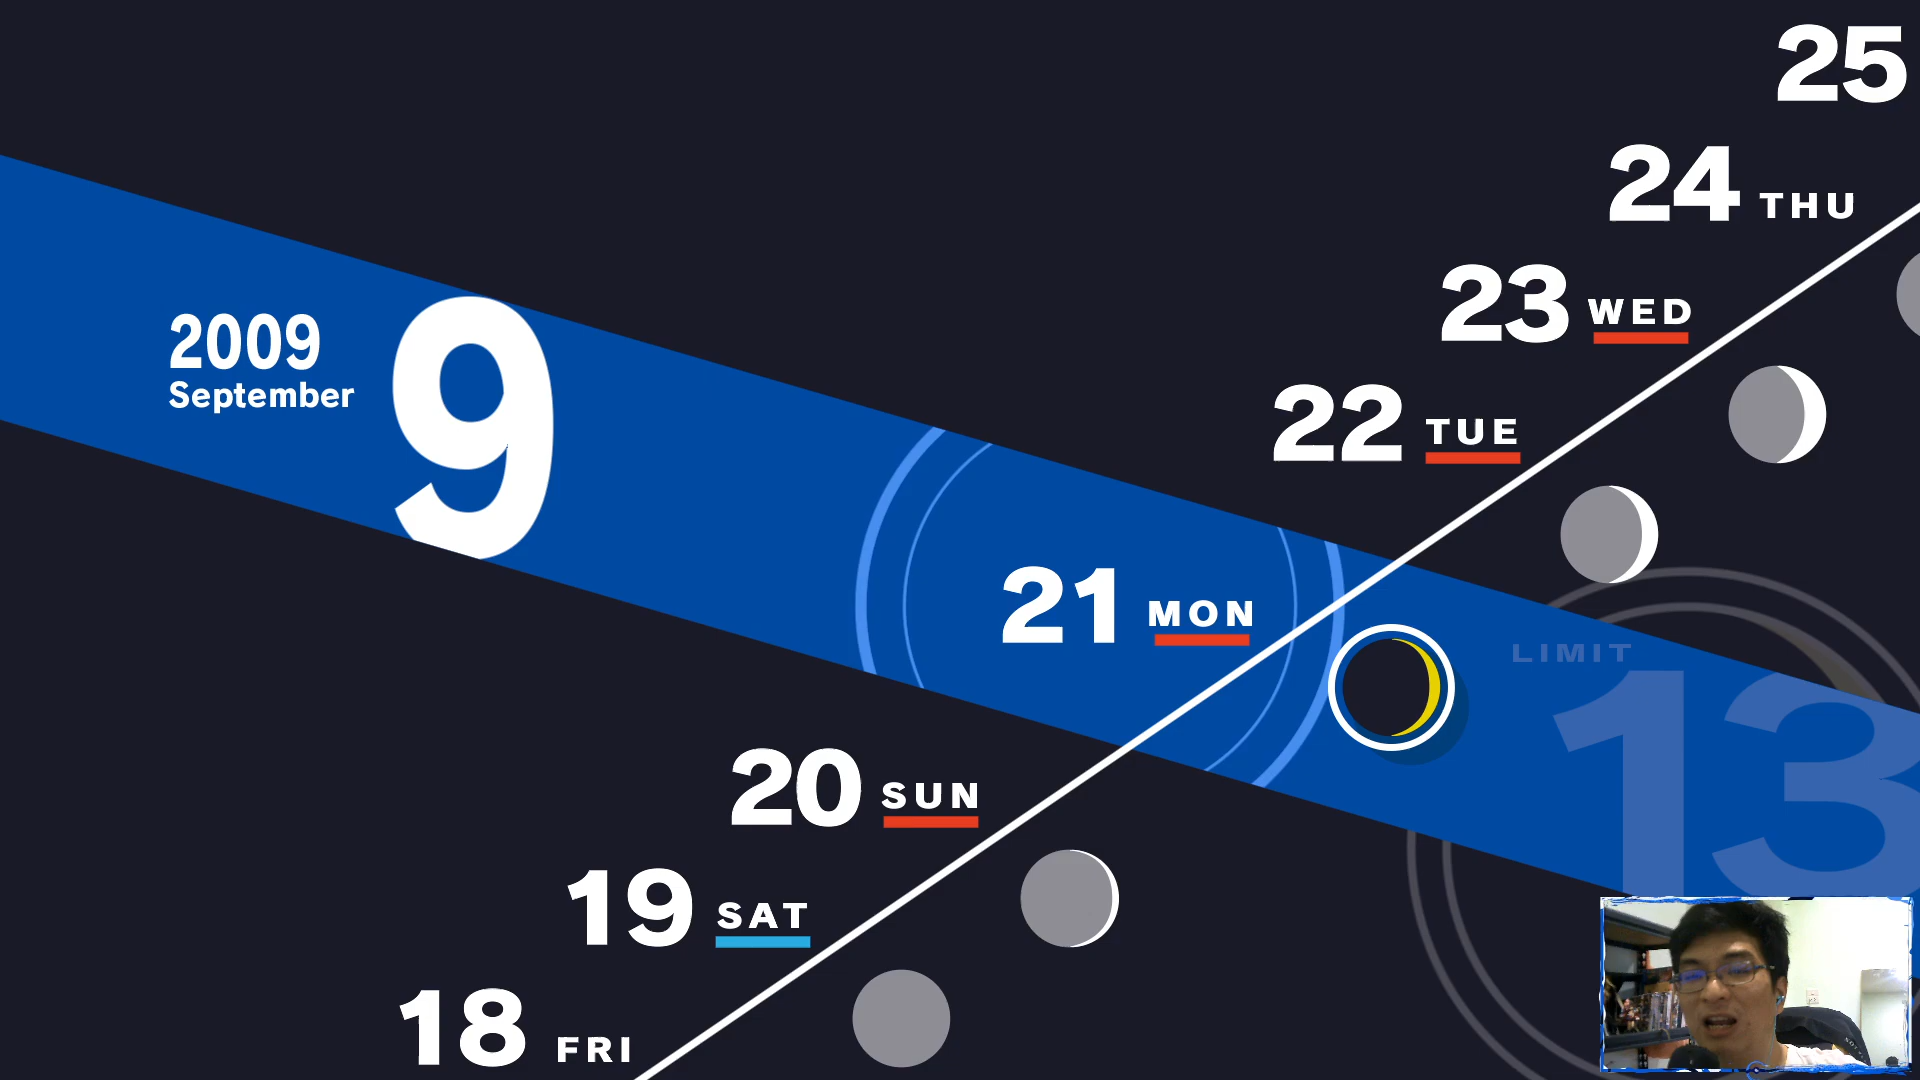 25
24 THU
23 WED
22 TUE
2009
September
9
21 MON
LIMIT
13
20 SUN
19 SAT
18 FRI